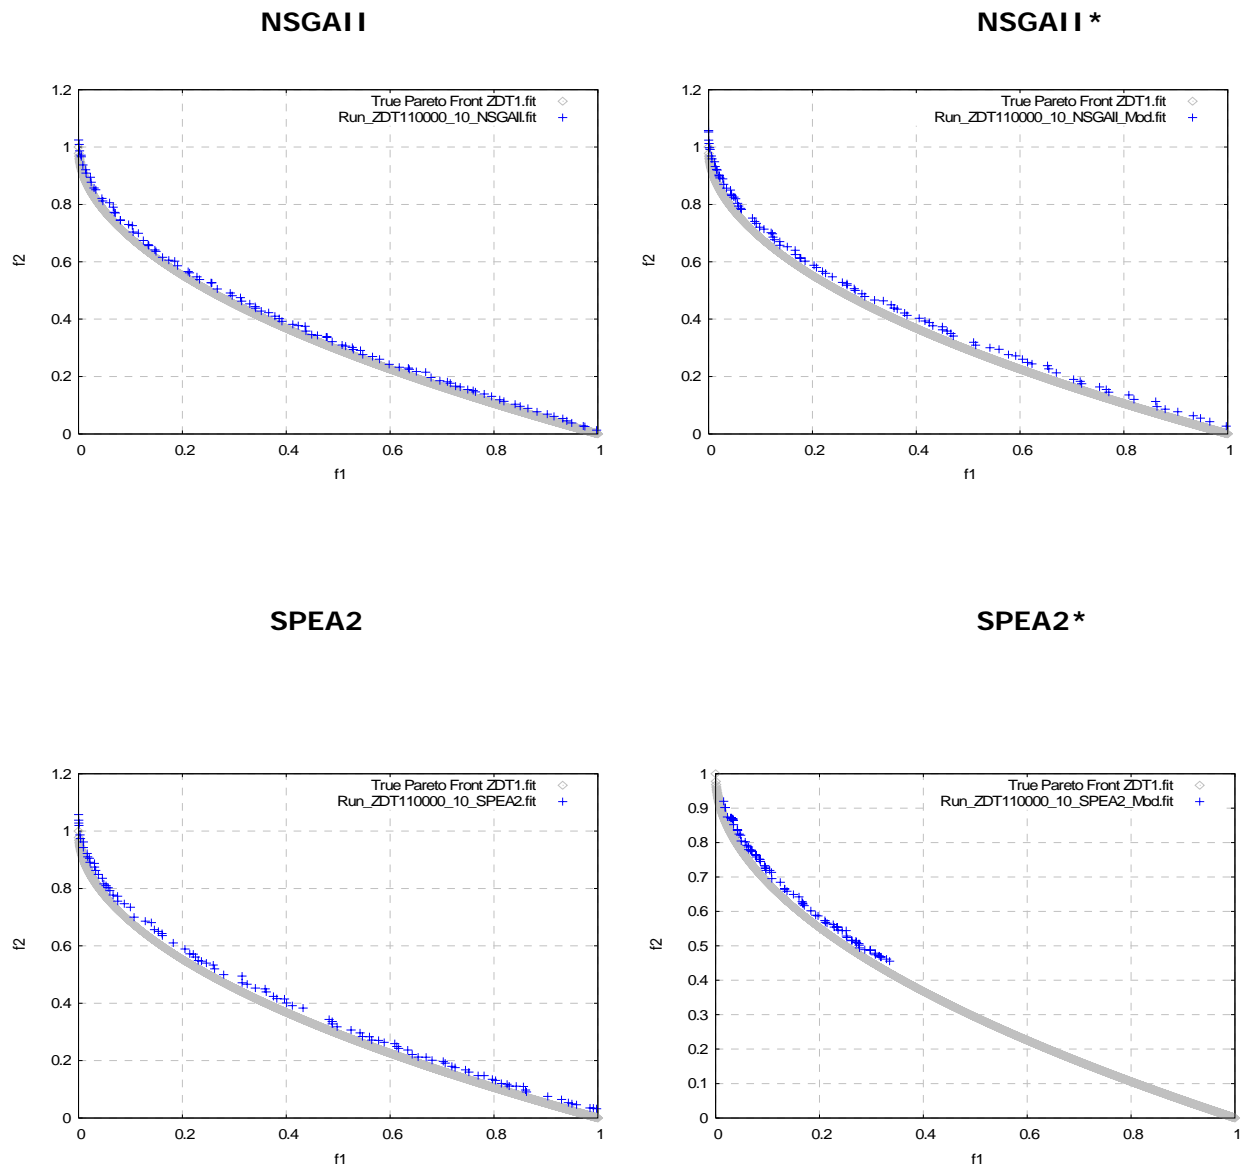 NSGAII
NSGAII*
1.2
1
0.8
0.6
0.4
0.2
0
f2
True Pareto Front ZDT1.fit
Run_ZDT110000_10_NSGAII.fit
0 0.2 0.4 0.6 0.8 1
f1
1.2
1
0.8
0.6
0.4
0.2
0
f2
True Pareto Front ZDT1.fit
Run_ZDT110000_10_NSGAII_Mod.fit
0 0.2 0.4 0.6 0.8 1
f1
SPEA2
SPEA2*
1.2
1
0.8
0.6
0.4
0.2
0
f2
True Pareto Front ZDT1.fit
Run_ZDT110000_10_SPEA2.fit
0 0.2 0.4 0.6 0.8 1
f1
1
0.9
0.8
0.7
0.6
0.5
0.4
0.3
0.2
0.1
0
f2
True Pareto Front ZDT1.fit
Run_ZDT110000_10_SPEA2_Mod.fit
0 0.2 0.4 0.6 0.8 1
f1